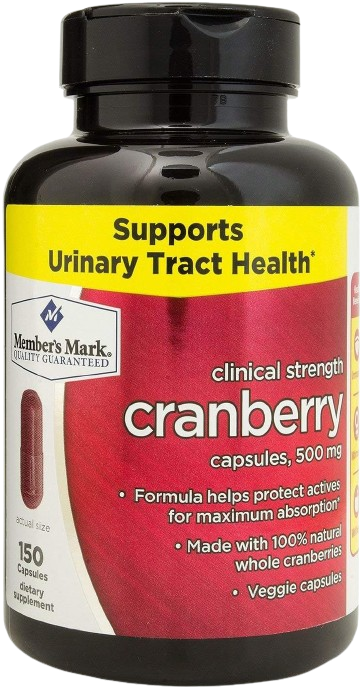 Supports
Urinary Tract Health*
Member's Mark®
QUALITY GUARANTEED
clinical strength
cranberry
capsules, 500 mg
• Formula helps protect actives
for maximum absorption*
• Made with 100% natural
whole cranberries
• Veggie capsules
actual size
150
Capsules
dietary
supplement